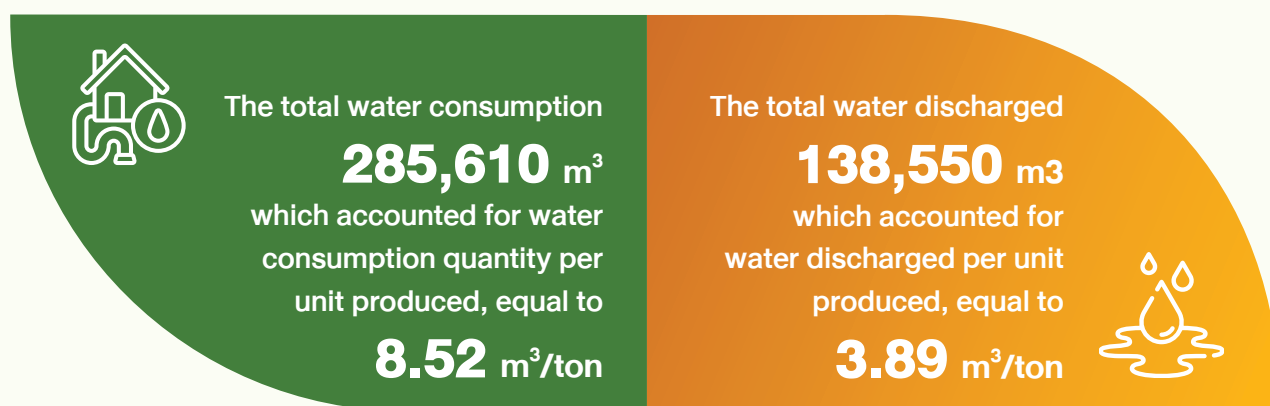 The total water consumption
285,610 m³
which accounted for water
consumption quantity per
unit produced, equal to
8.52 m³/ton
The total water discharged
138,550 m3
which accounted for
water discharged per unit
produced, equal to
3.89 m³/ton